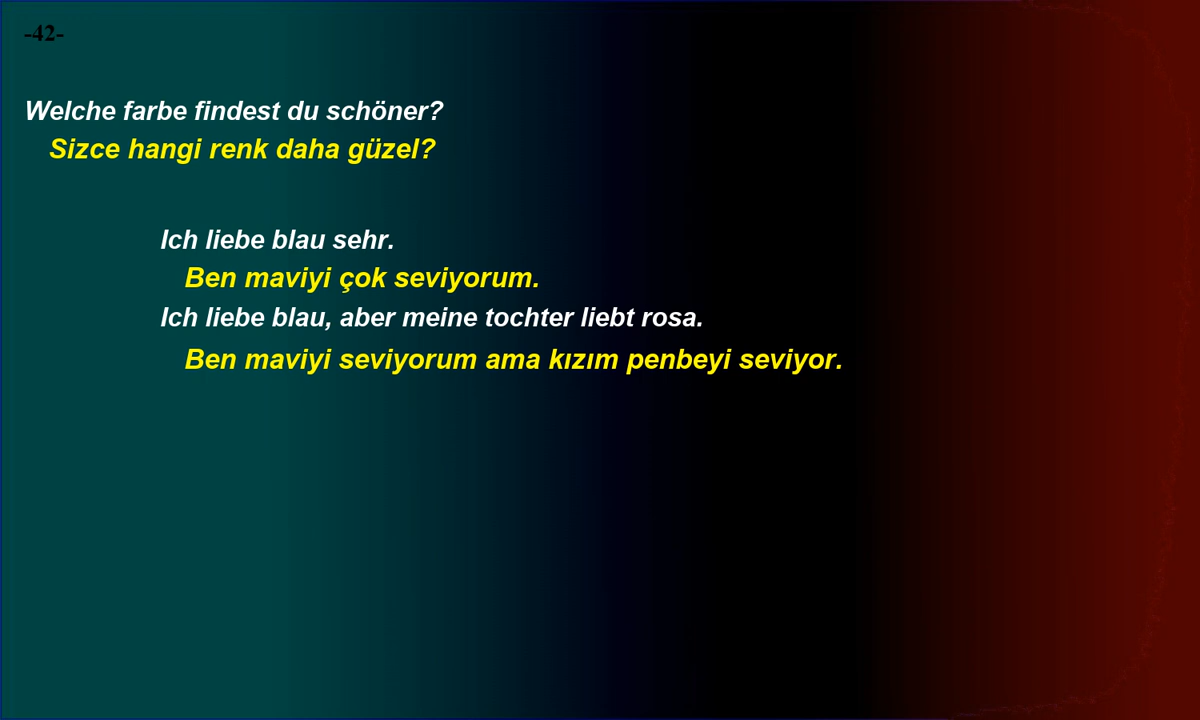 -42-
Welche farbe findest du schöner?
Sizce hangi renk daha güzel?
Ich liebe blau sehr.
Ben maviyi çok seviyorum.
Ich liebe blau, aber meine tochter liebt rosa.
Ben maviyi seviyorum ama kızım penbeyi seviyor.